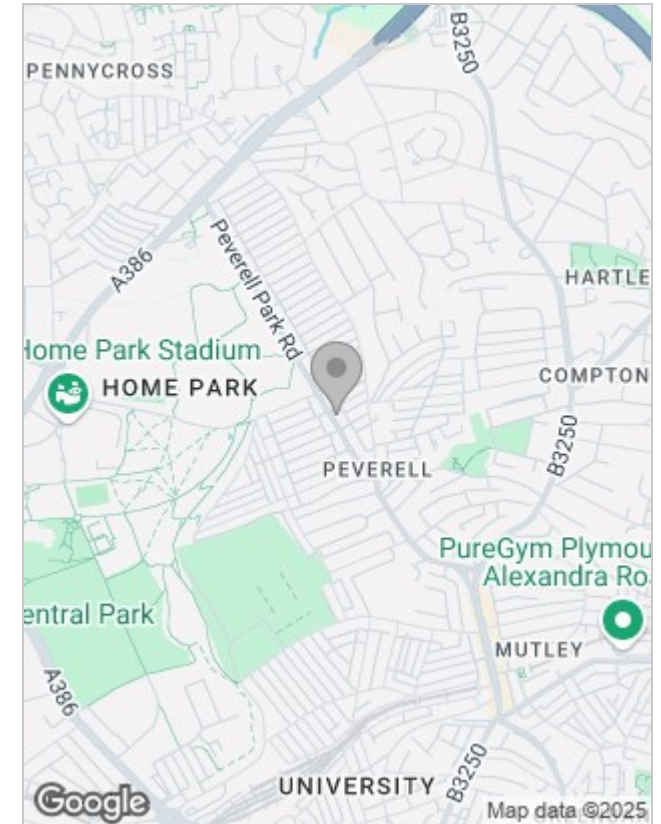 PENNYCROSS
B3250
Peverell Park Rd
A386
HARTLE
Home Park Stadium
HOME PARK
COMPTON
B3250
PEVERELL
PureGym Plymou
Alexandra Ro
entral Park
MUTLEY
A386
B3250
UNIVERSITY
Google
Map data ©2025